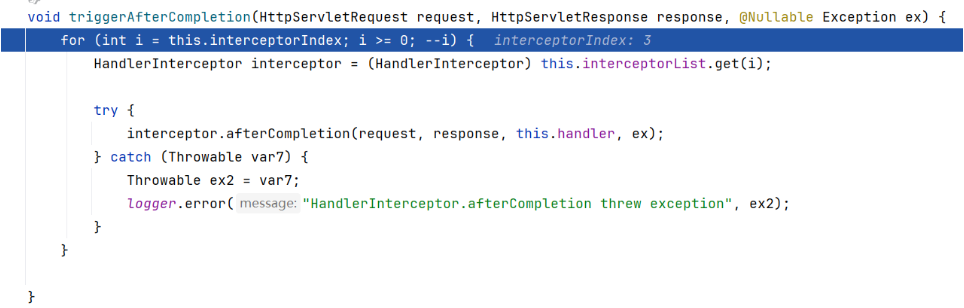 void triggerAfterCompletion(HttpServletRequest request, HttpServletResponse response, @Nullable Exception ex) {
    for (int i = this.interceptorIndex; i >= 0; --i) {  interceptorIndex: 3
        HandlerInterceptor interceptor = (HandlerInterceptor) this.interceptorList.get(i);

        try {
            interceptor.afterCompletion(request, response, this.handler, ex);
        } catch (Throwable var7) {
            Throwable ex2 = var7;
            logger.error( message: "HandlerInterceptor.afterCompletion threw exception", ex2);
        }
    }

}